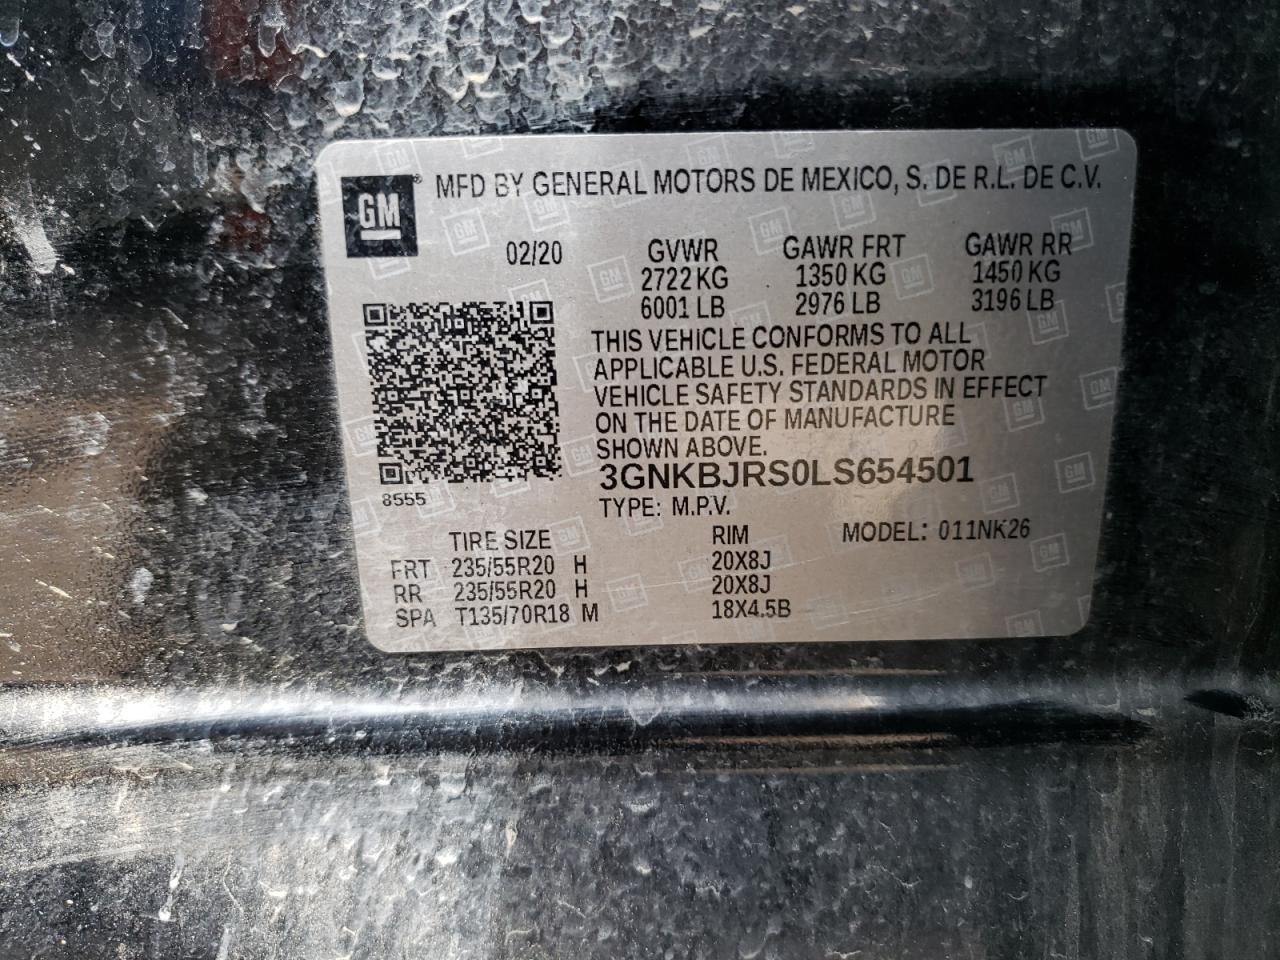 GM ® MFD BY GENERAL MOTORS DE MEXICO, S. DE R.L. DE C.V.
02/20 GVWR GAWR FRT GAWR RR
2722 KG 1350 KG 1450 KG
6001 LB 2976 LB 3196 LB
THIS VEHICLE CONFORMS TO ALL
APPLICABLE U.S. FEDERAL MOTOR
VEHICLE SAFETY STANDARDS IN EFFECT
ON THE DATE OF MANUFACTURE
SHOWN ABOVE.
3GNKBJRS0LS654501
8555
TYPE: M.P.V.
TIRE SIZE RIM MODEL: 011NK26
FRT 235/55R20 H 20X8J
RR 235/55R20 H 20X8J
SPA T135/70R18 M 18X4.5B